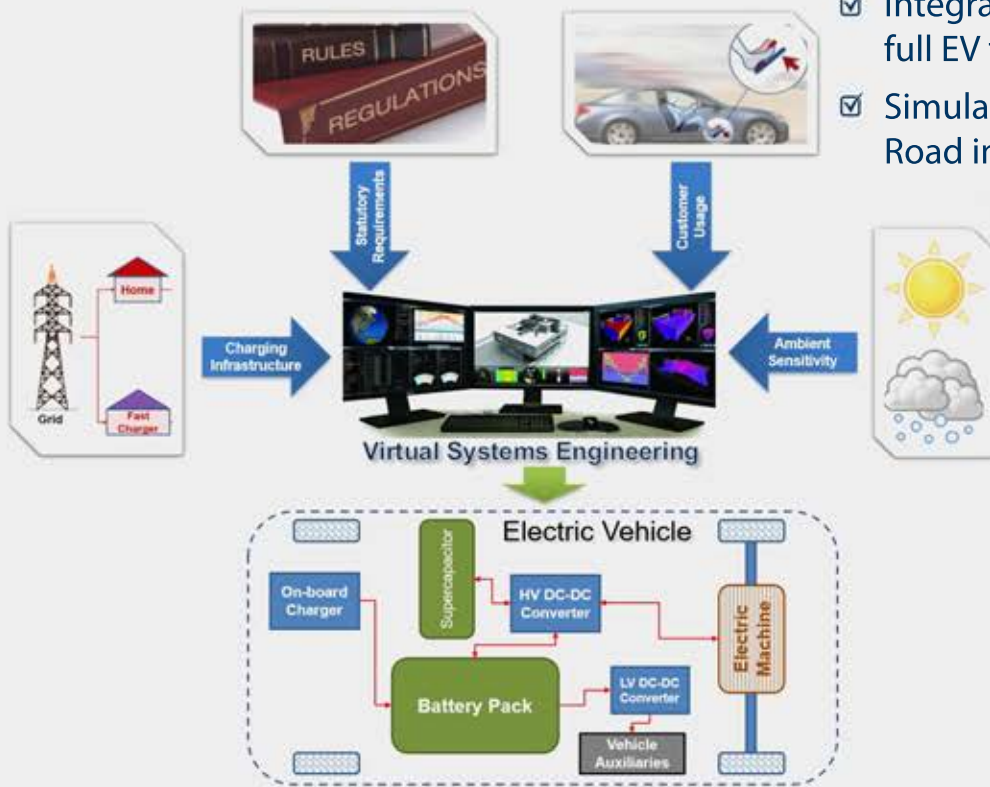 Integra
full EV
Simula
Road in
RULES
REGULATIONS
Statutory
Requirements
Customer
Usage
Home
Grid
Fast
Charger
Charging
Infrastructure
Ambient
Sensitivity
Virtual Systems Engineering
Electric Vehicle
On-board
Charger
Supercapacitor
HV DC-DC
Converter
Electric
Machine
Battery Pack
LV DC-DC
Converter
Vehicle
Auxiliaries